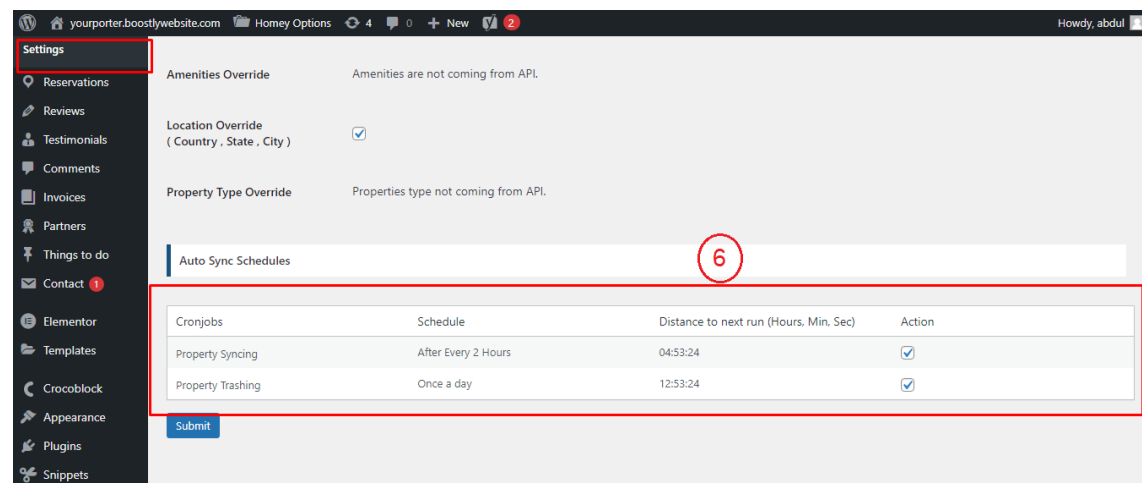 yourporter.boostlywebsite.com Homey Options 4 0 + New 2 Howdy, abdul
Settings
Reservations
Reviews
Testimonials
Comments
Invoices
Partners
Things to do
Contact 1
Elementor
Templates
Crocoblock
Appearance
Plugins
Snippets
Amenities Override Amenities are not coming from API.
Location Override
( Country , State , City )
Property Type Override Properties type not coming from API.
6
Auto Sync Schedules
Cronjobs Schedule Distance to next run (Hours, Min, Sec) Action
Property Syncing After Every 2 Hours 04:53:24
Property Trashing Once a day 12:53:24
Submit